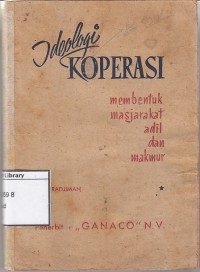 Ideologi
KOPERASI
membentuk
masjarakat
adil
dan
makmur
Library
"GANACO" N.V.